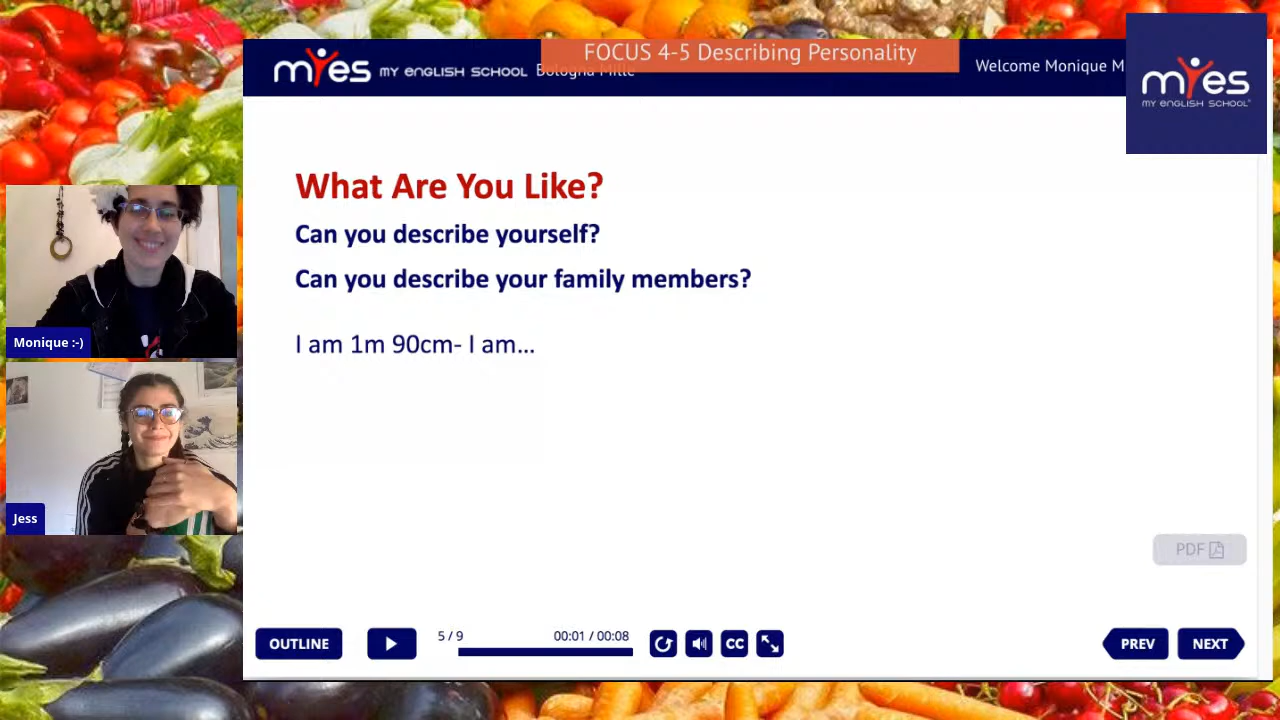 FOCUS 4-5 Describing Personality
myes MY ENGLISH SCHOOL Bologna Mille
Welcome Monique M
myes
MY ENGLISH SCHOOL
What Are You Like?
Can you describe yourself?
Can you describe your family members?
I am 1m 90cm- I am...
Monique :-)
Jess
PDF
OUTLINE
5 / 9
00:01 / 00:08
CC
PREV
NEXT